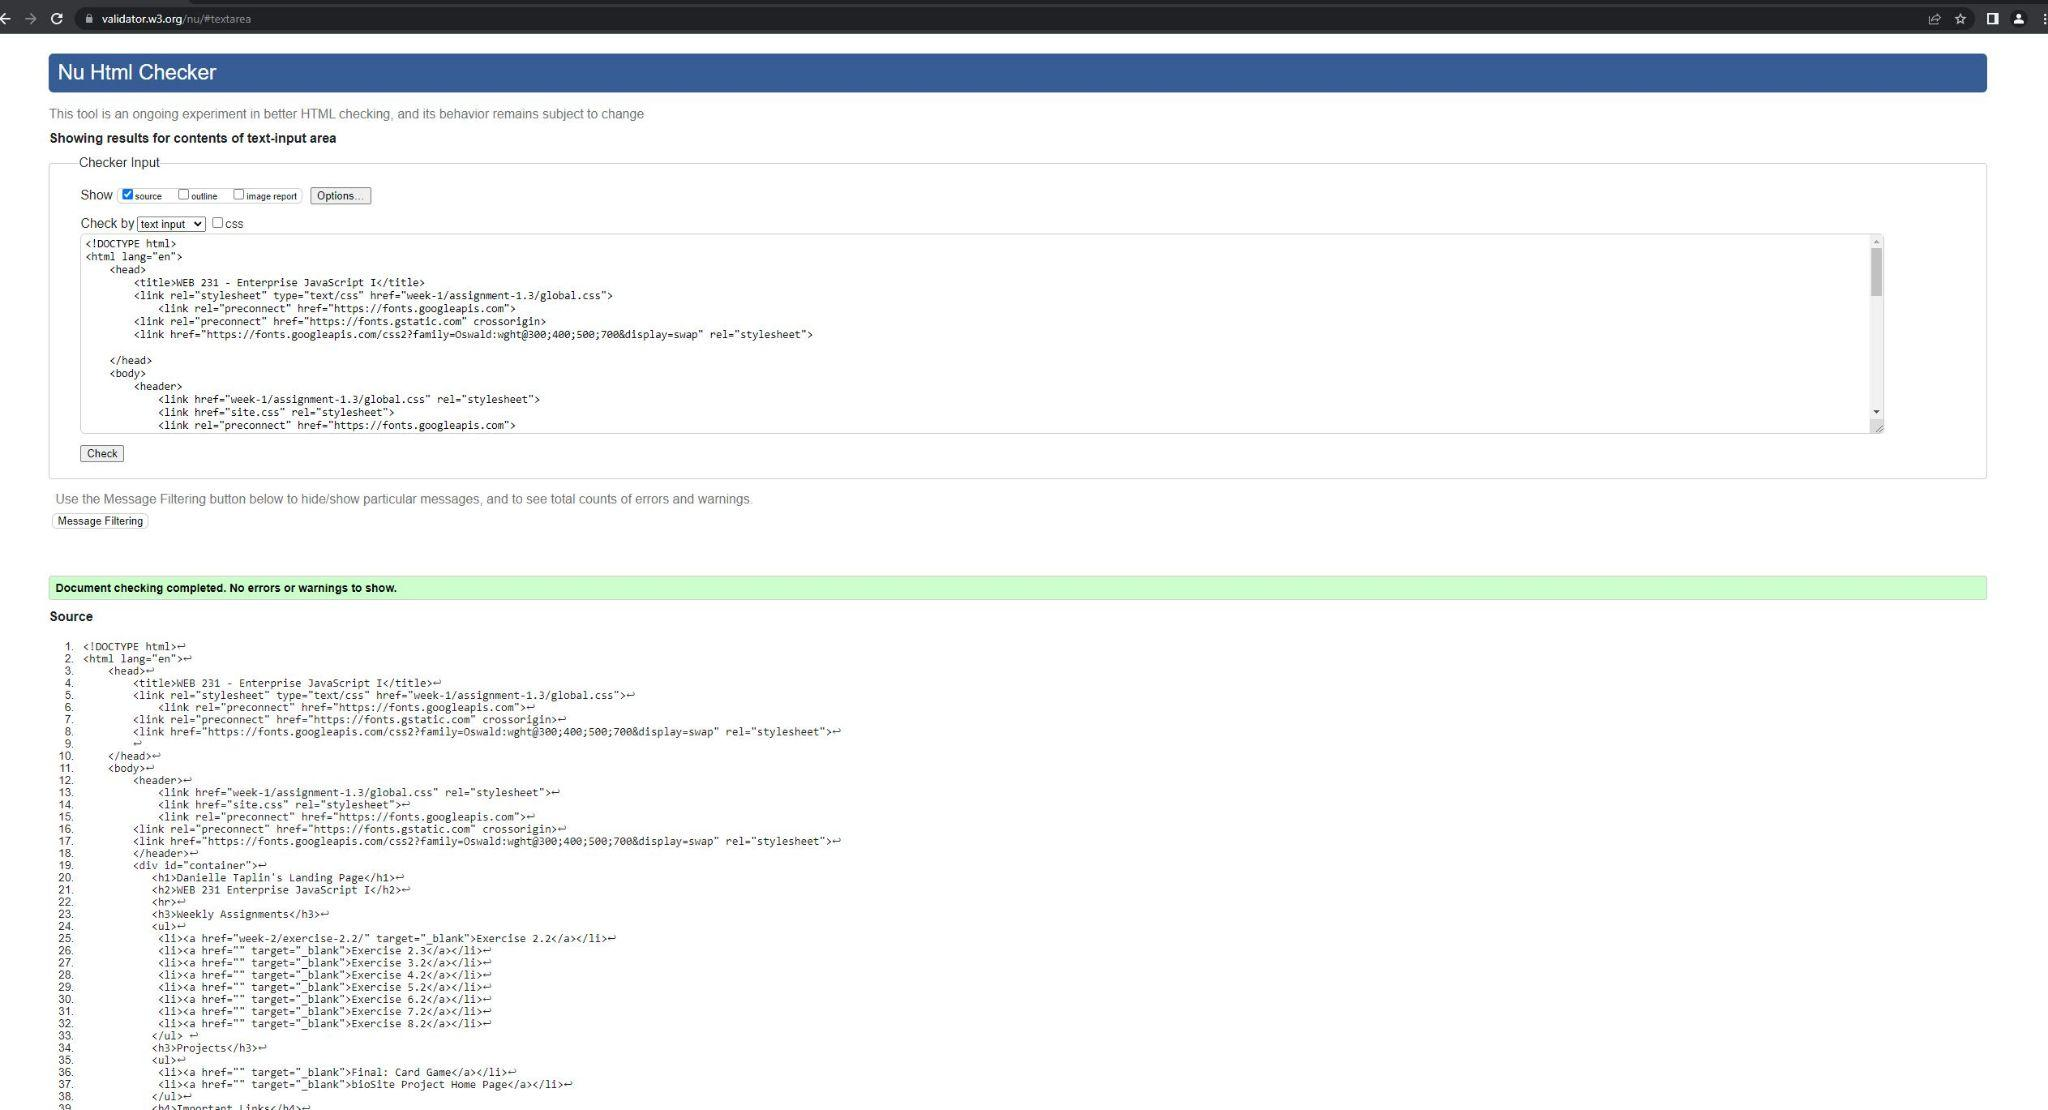 validator.w3.org/nu/#textarea
Nu Html Checker
This tool is an ongoing experiment in better HTML checking, and its behavior remains subject to change
Showing results for contents of text-input area
Checker Input
Show source outline image report Options...
Check by text input css
<!DOCTYPE html>
<html lang="en">
<head>
<title>WEB 231 - Enterprise JavaScript I</title>
<link rel="stylesheet" type="text/css" href="week-1/assignment-1.3/global.css">
<link rel="preconnect" href="https://fonts.googleapis.com">
<link rel="preconnect" href="https://fonts.gstatic.com" crossorigin>
<link href="https://fonts.googleapis.com/css2?family=Oswald:wght@300;400;500;700&display=swap" rel="stylesheet">
</head>
<body>
<header>
<link href="week-1/assignment-1.3/global.css" rel="stylesheet">
<link href="site.css" rel="stylesheet">
<link rel="preconnect" href="https://fonts.googleapis.com">
Check
Use the Message Filtering button below to hide/show particular messages, and to see total counts of errors and warnings.
Message Filtering
Document checking completed. No errors or warnings to show.
Source
1. <!DOCTYPE html>↩
2. <html lang="en">↩
3. <head>↩
4. <title>WEB 231 - Enterprise JavaScript I</title>↩
5. <link rel="stylesheet" type="text/css" href="week-1/assignment-1.3/global.css">↩
6. <link rel="preconnect" href="https://fonts.googleapis.com">↩
7. <link rel="preconnect" href="https://fonts.gstatic.com" crossorigin>↩
8. <link href="https://fonts.googleapis.com/css2?family=Oswald:wght@300;400;500;700&display=swap" rel="stylesheet">↩
9. ↩
10. </head>↩
11. <body>↩
12. <header>↩
13. <link href="week-1/assignment-1.3/global.css" rel="stylesheet">↩
14. <link href="site.css" rel="stylesheet">↩
15. <link rel="preconnect" href="https://fonts.googleapis.com">↩
16. <link rel="preconnect" href="https://fonts.gstatic.com" crossorigin>↩
17. <link href="https://fonts.googleapis.com/css2?family=Oswald:wght@300;400;500;700&display=swap" rel="stylesheet">↩
18. </header>↩
19. <div id="container">↩
20. <h1>Danielle Taplin's Landing Page</h1>↩
21. <h2>WEB 231 Enterprise JavaScript I</h2>↩
22. <hr>↩
23. <h3>Weekly Assignments</h3>↩
24. <ul>↩
25. <li><a href="week-2/exercise-2.2/" target="_blank">Exercise 2.2</a></li>↩
26. <li><a href="" target="_blank">Exercise 2.3</a></li>↩
27. <li><a href="" target="_blank">Exercise 3.2</a></li>↩
28. <li><a href="" target="_blank">Exercise 4.2</a></li>↩
29. <li><a href="" target="_blank">Exercise 5.2</a></li>↩
30. <li><a href="" target="_blank">Exercise 6.2</a></li>↩
31. <li><a href="" target="_blank">Exercise 7.2</a></li>↩
32. <li><a href="" target="_blank">Exercise 8.2</a></li>↩
33. </ul> ↩
34. <h3>Projects</h3>↩
35. <ul>↩
36. <li><a href="" target="_blank">Final: Card Game</a></li>↩
37. <li><a href="" target="_blank">bioSite Project Home Page</a></li>↩
38. </ul>↩
39. <h4>Important Links</h4>↩